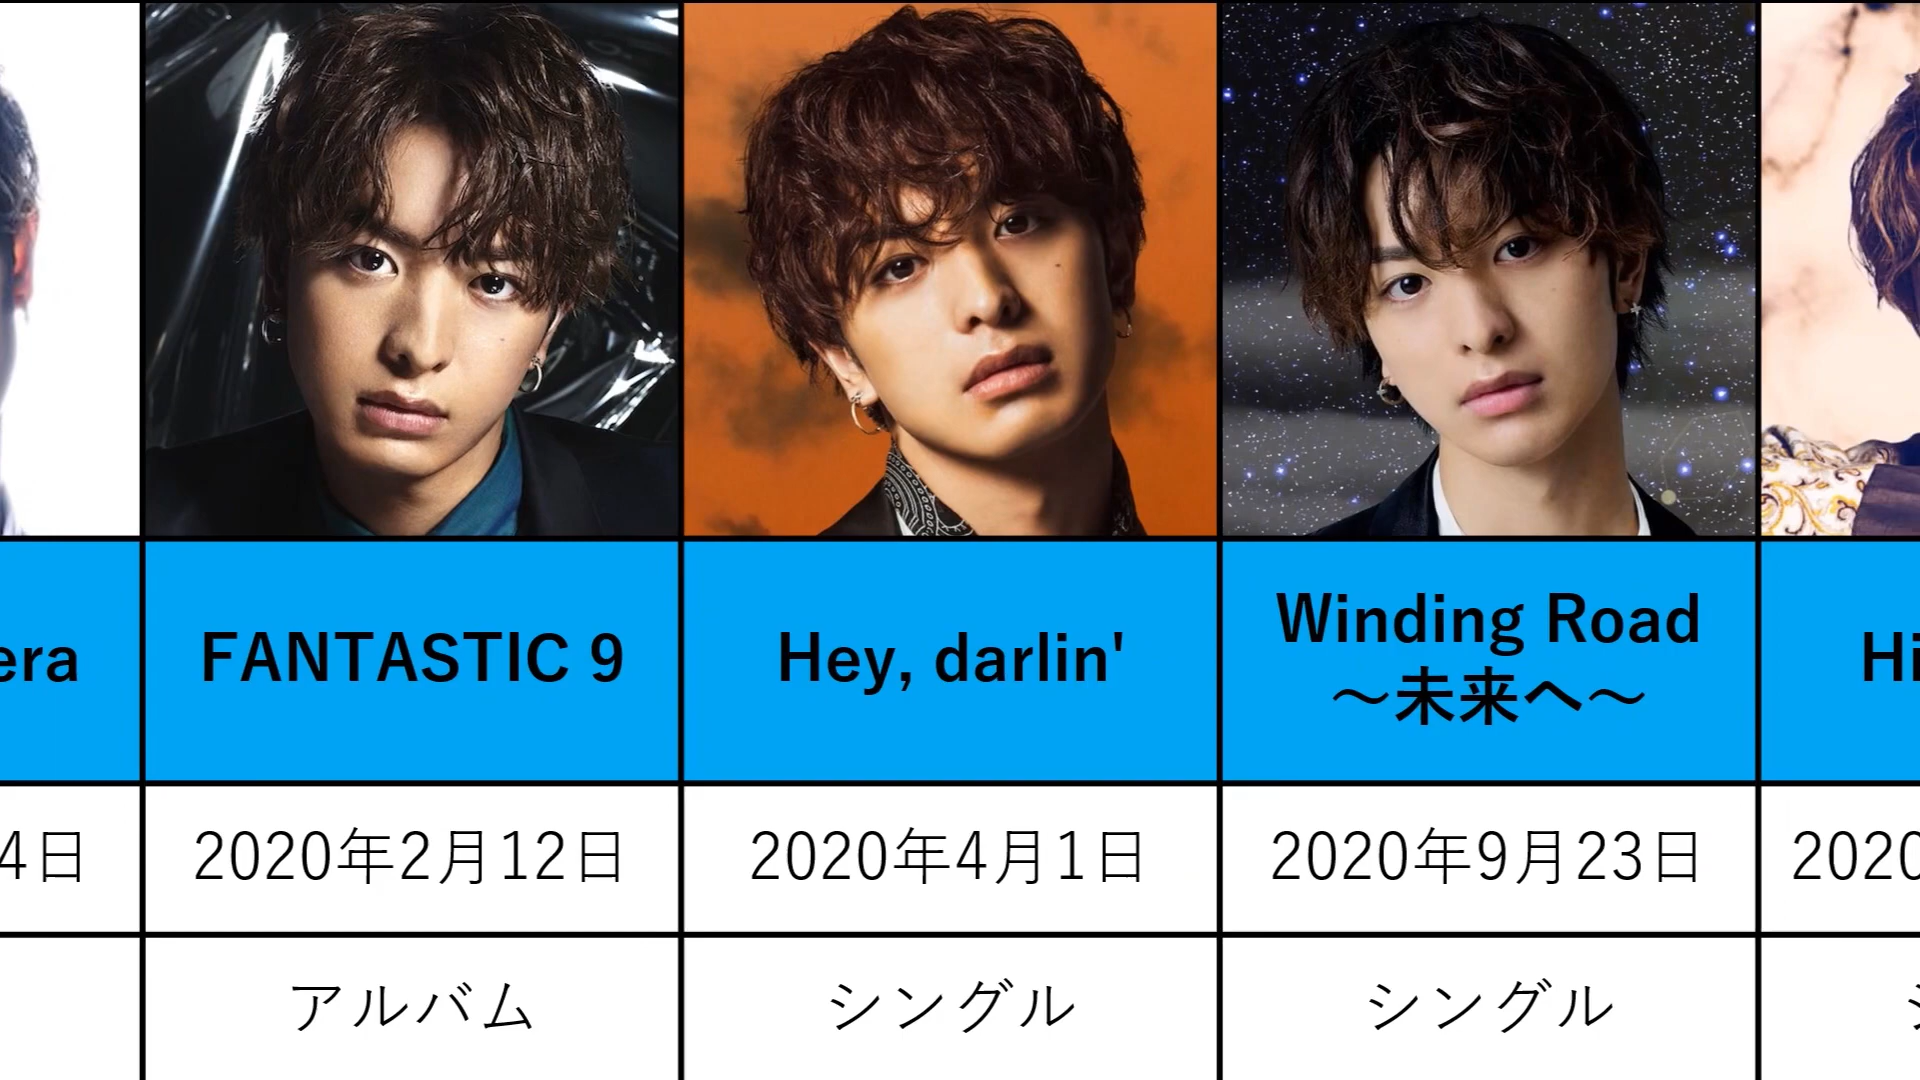 era
FANTASTIC 9
Hey, darlin'
Winding Road
～未来へ～
Hi
4日
2020年2月12日
2020年4月1日
2020年9月23日
2020
アルバム
シングル
シングル